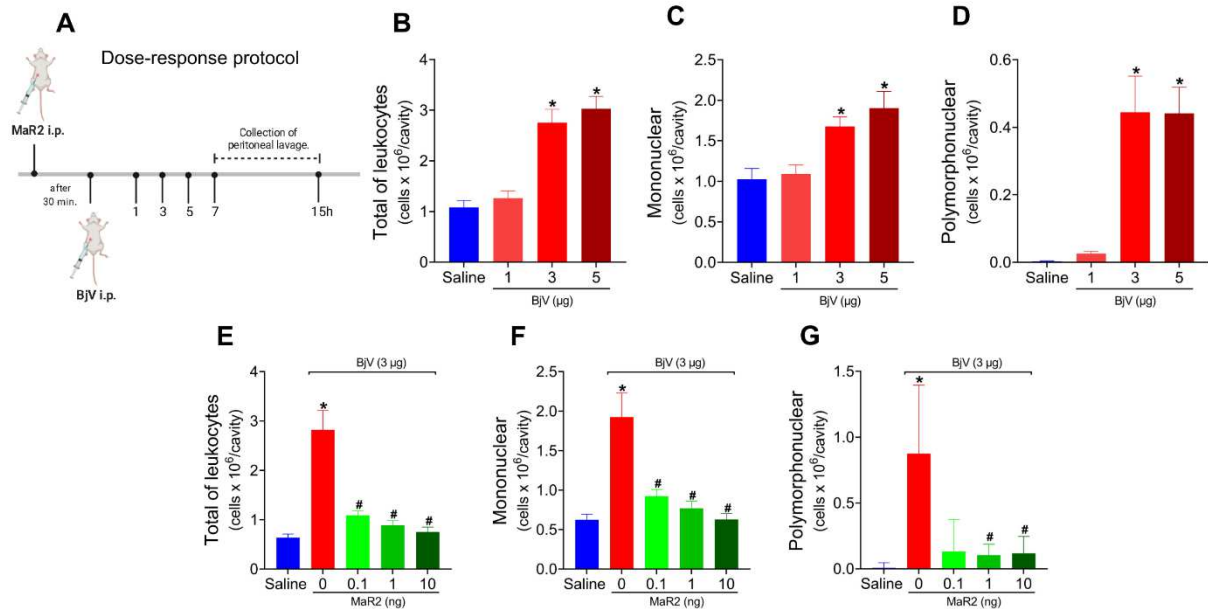 A
Dose-response protocol
MaR2 i.p.
Collection of
peritoneal lavage.
after
30 min.
1
3
5
7
15h
BjV i.p.
B
Total of leukocytes
(cells x 10⁶/cavity)
4
3
2
1
0
Saline 1 3 5
BjV (µg)
*
*
C
Mononuclear
(cells x 10⁶/cavity)
2.5
2.0
1.5
1.0
0.5
0.0
Saline 1 3 5
BjV (µg)
*
*
D
Polymorphonuclear
(cells x 10⁶/cavity)
0.6
0.4
0.2
0.0
Saline 1 3 5
BjV (µg)
*
*
E
BjV (3 µg)
Total of leukocytes
(cells x 10⁶/cavity)
4
3
2
1
0
*
#
#
#
Saline 0 0.1 1 10
MaR2 (ng)
F
BjV (3 µg)
Mononuclear
(cells x 10⁶/cavity)
2.5
2.0
1.5
1.0
0.5
0.0
*
#
#
#
Saline 0 0.1 1 10
MaR2 (ng)
G
BjV (3 µg)
Polymorphonuclear
(cells x 10⁶/cavity)
1.5
1.0
0.5
0.0
*
#
#
Saline 0 0.1 1 10
MaR2 (ng)